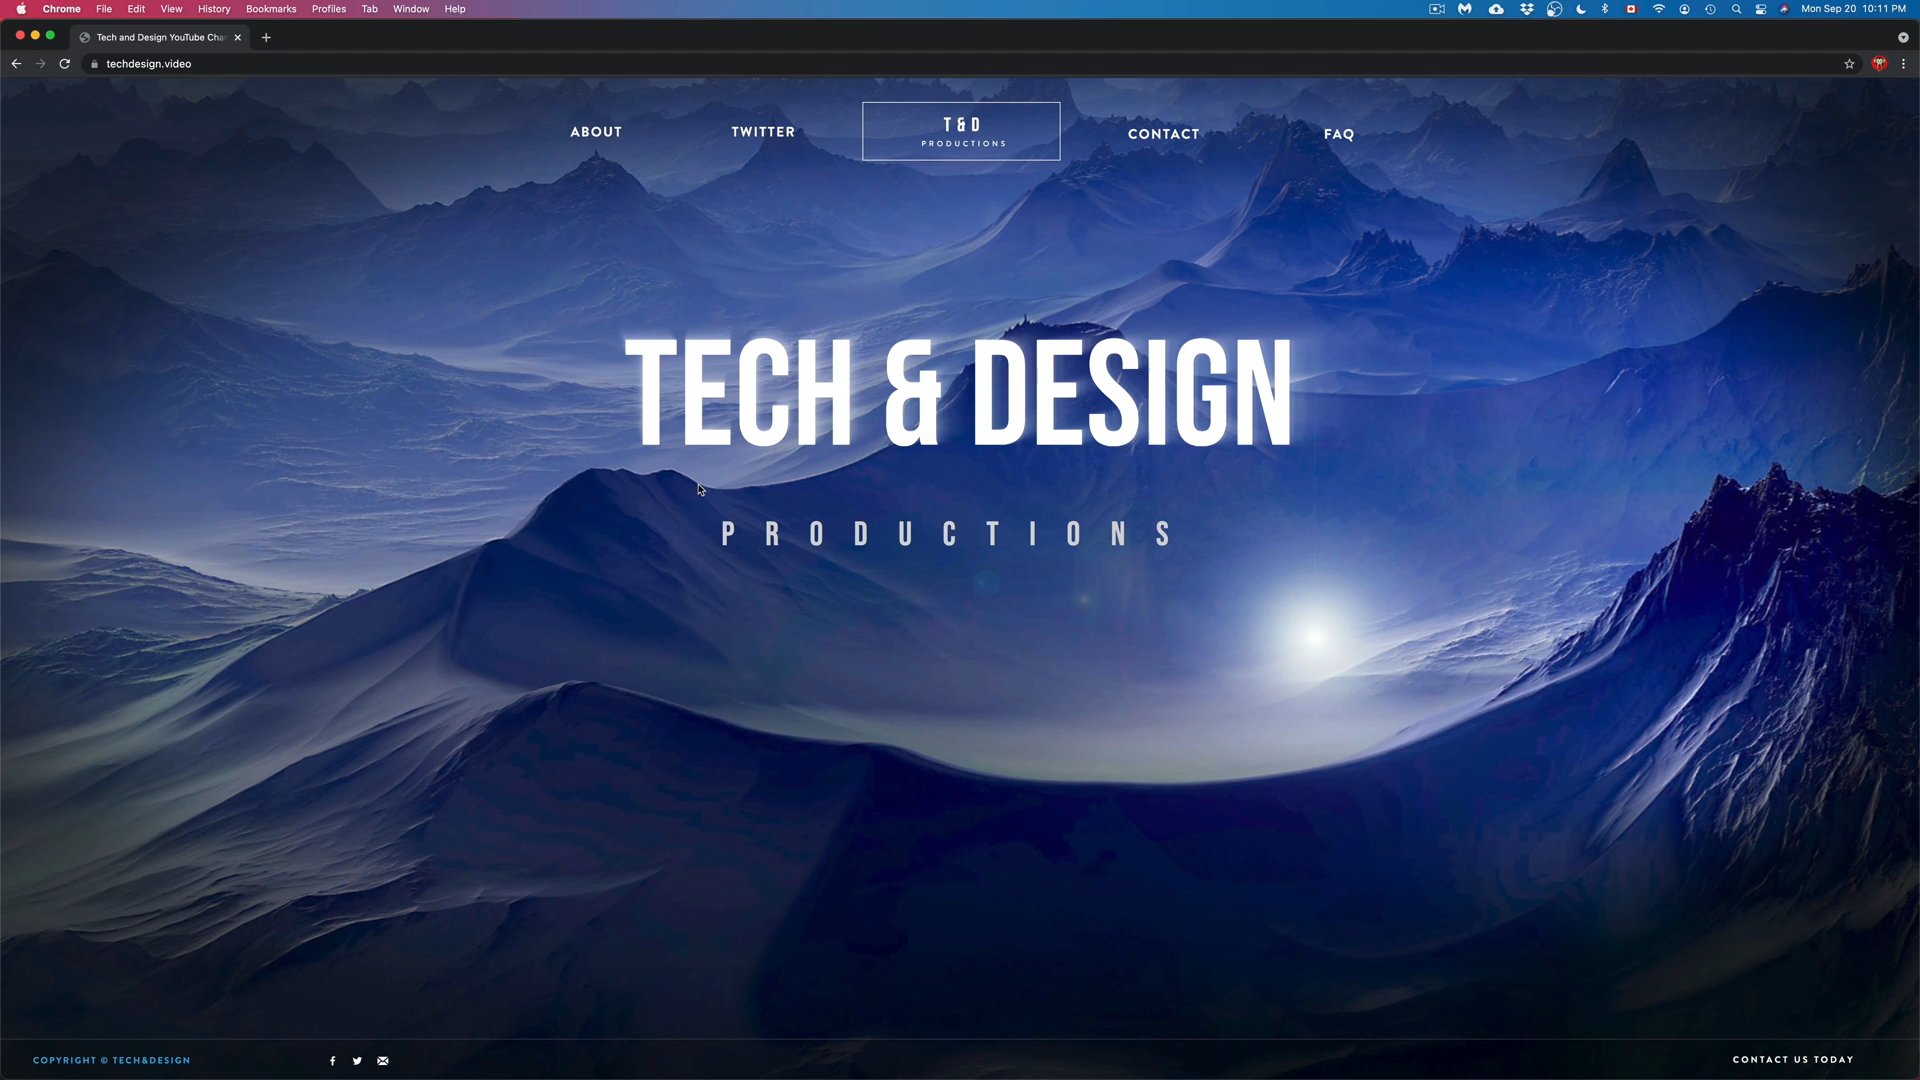 Chrome File Edit View History Bookmarks Profiles Tab Window Help Mon Sep 20 10:11 PM
Tech and Design YouTube Cha
techdesign.video
ABOUT TWITTER T&D CONTACT FAQ
PRODUCTIONS
TECH & DESIGN
PRODUCTIONS
COPYRIGHT © TECH&DESIGN CONTACT US TODAY